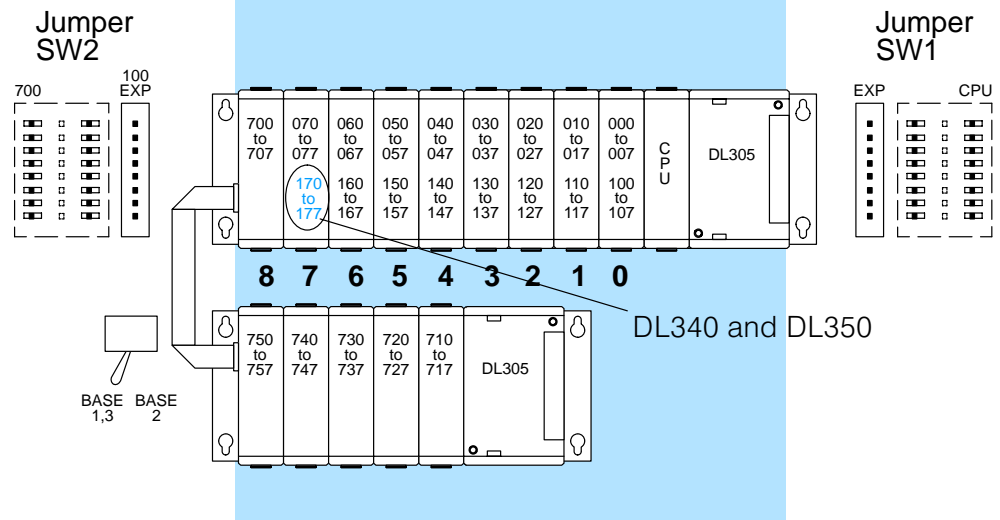 Jumper
SW2
Jumper
SW1
700
100
EXP
EXP
CPU
700
to
707
070
to
077
060
to
067
050
to
057
040
to
047
030
to
037
020
to
027
010
to
017
000
to
007
C
P
U
DL305
170
to
177
160
to
167
150
to
157
140
to
147
130
to
137
120
to
127
110
to
117
100
to
107
8 7 6 5 4 3 2 1 0
DL340 and DL350
750
to
757
740
to
747
730
to
737
720
to
727
710
to
717
DL305
BASE
1,3
BASE
2